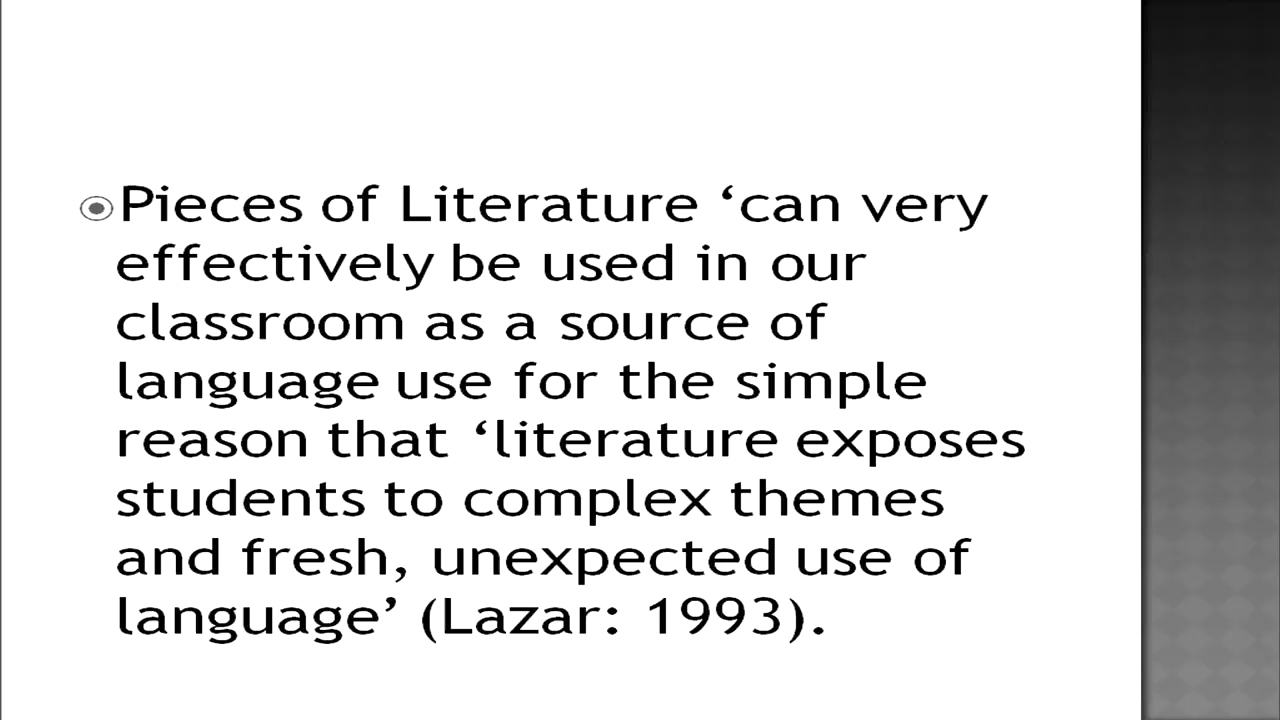 Pieces of Literature ‘can very
effectively be used in our
classroom as a source of
language use for the simple
reason that ‘literature exposes
students to complex themes
and fresh, unexpected use of
language’ (Lazar: 1993).